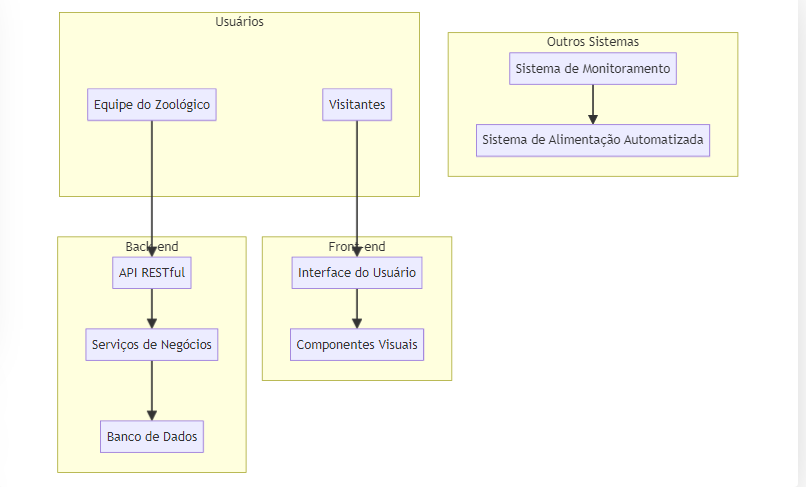 Usuários
Outros Sistemas
Sistema de Monitoramento
Equipe do Zoológico
Visitantes
Sistema de Alimentação Automatizada
Back-end
Front-end
API RESTful
Interface do Usuário
Serviços de Negócios
Componentes Visuais
Banco de Dados